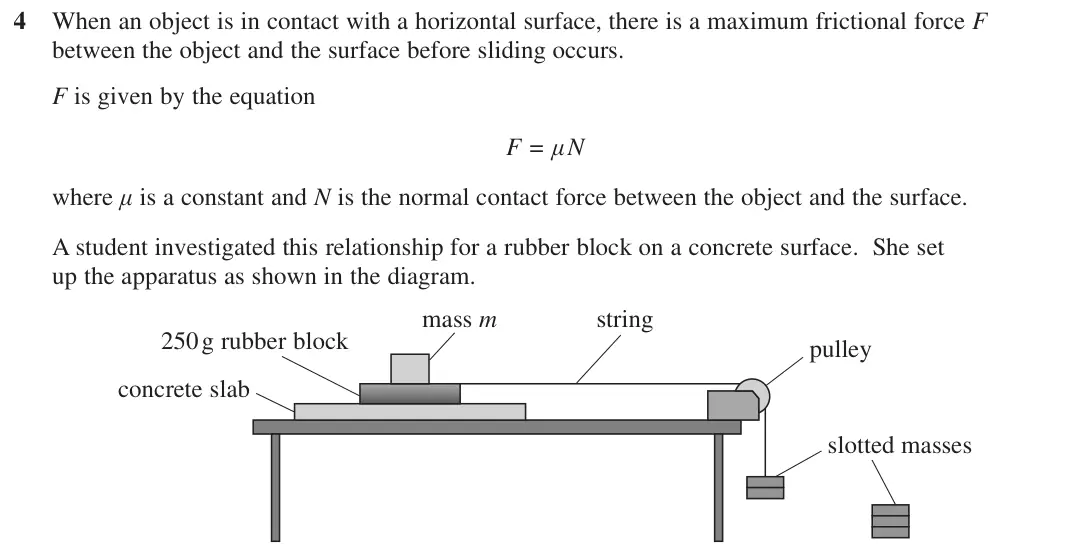 4 When an object is in contact with a horizontal surface, there is a maximum frictional force F
between the object and the surface before sliding occurs.
F is given by the equation
F = μN
where μ is a constant and N is the normal contact force between the object and the surface.
A student investigated this relationship for a rubber block on a concrete surface. She set
up the apparatus as shown in the diagram.
mass m
string
250 g rubber block
pulley
concrete slab
slotted masses